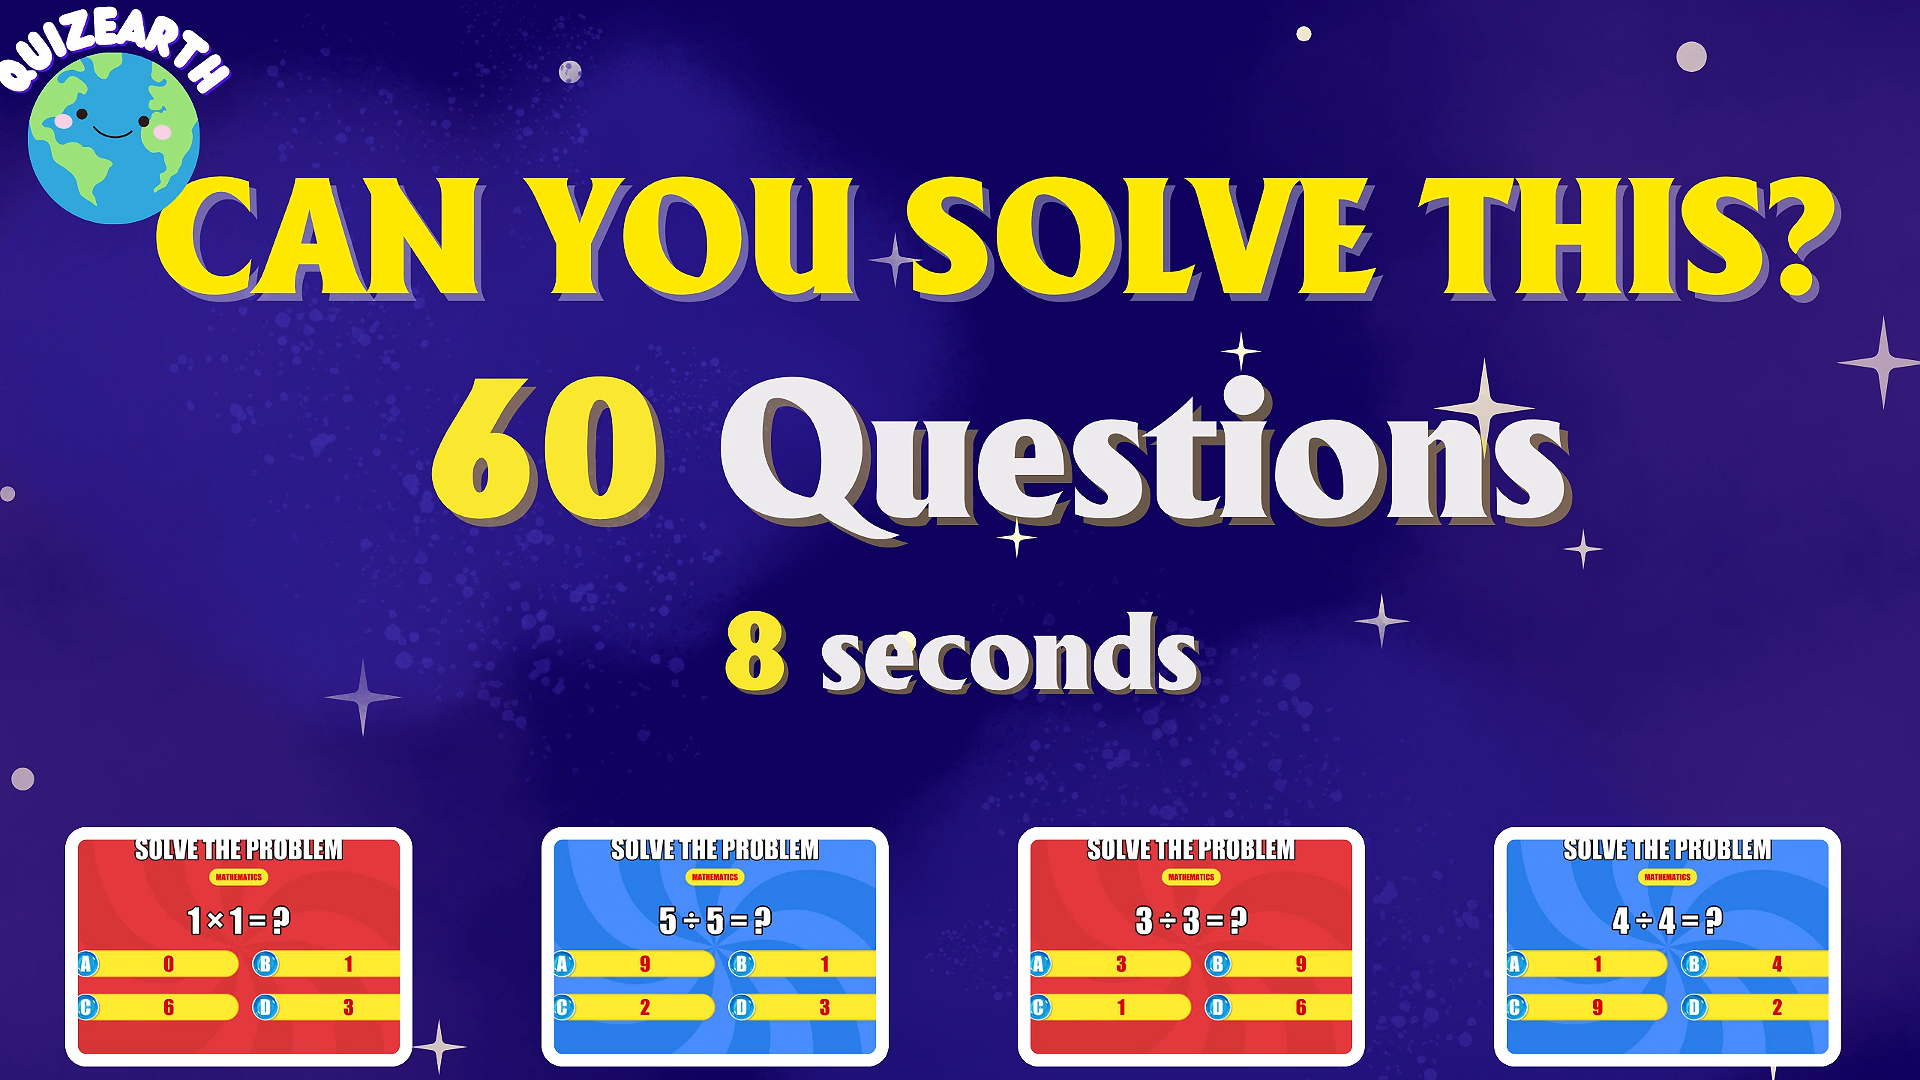 QUIZEARTH
CAN YOU SOLVE THIS?
60 Questions
8 seconds
SOLVE THE PROBLEM
MATHEMATICS
1 × 1 = ?
A 0 B 1
C 6 D 3
SOLVE THE PROBLEM
MATHEMATICS
5 ÷ 5 = ?
A 9 B 1
C 2 D 3
SOLVE THE PROBLEM
MATHEMATICS
3 ÷ 3 = ?
A 3 B 9
C 1 D 6
SOLVE THE PROBLEM
MATHEMATICS
4 ÷ 4 = ?
A 1 B 4
C 9 D 2